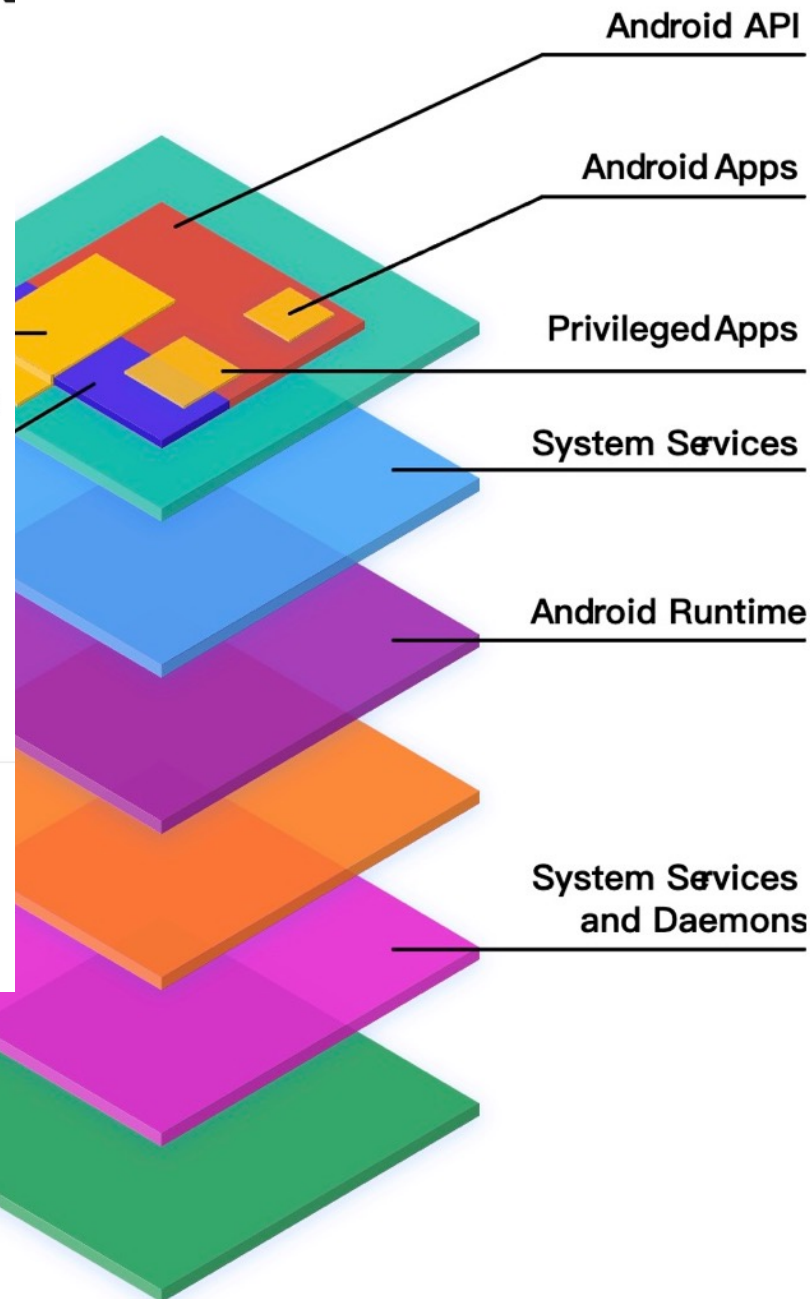 Android API
Android Apps
Privileged Apps
System Services
Android Runtime
System Services
and Daemons